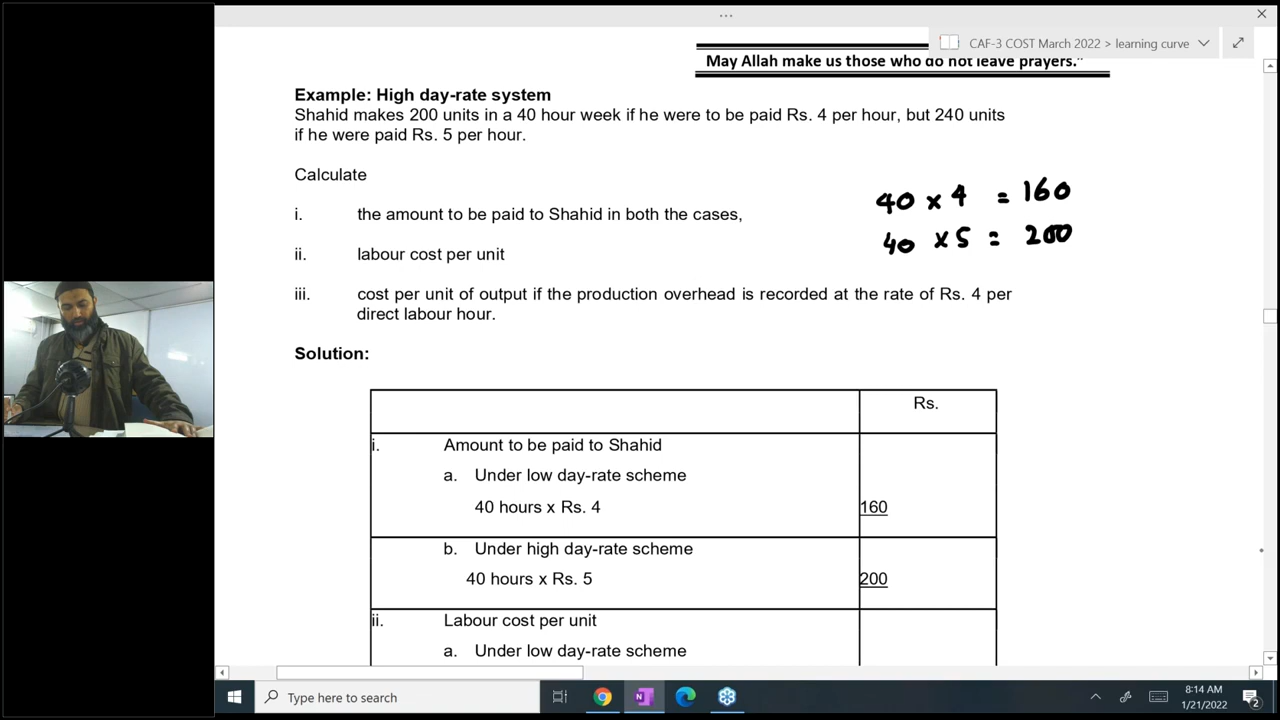 CAF-3 COST March 2022 > learning curve
May Allah make us those who do not leave prayers."
Example: High day-rate system
Shahid makes 200 units in a 40 hour week if he were to be paid Rs. 4 per hour, but 240 units
if he were paid Rs. 5 per hour.
Calculate
40 x 4 = 160
i. the amount to be paid to Shahid in both the cases,
40 x 5 = 200
ii. labour cost per unit
iii. cost per unit of output if the production overhead is recorded at the rate of Rs. 4 per
direct labour hour.
Solution:
Rs.
i. Amount to be paid to Shahid
a. Under low day-rate scheme
40 hours x Rs. 4 160
b. Under high day-rate scheme
40 hours x Rs. 5 200
ii. Labour cost per unit
a. Under low day-rate scheme
Type here to search
8:14 AM
1/21/2022
2